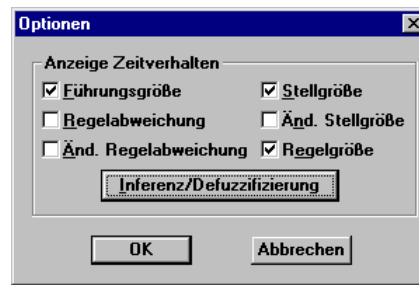 Optionen
Anzeige Zeitverhalten
Führungsgröße Stellgröße
Regelabweichung Änd. Stellgröße
Änd. Regelabweichung Regelgröße
Inferenz/Defuzzifizierung
OK Abbrechen